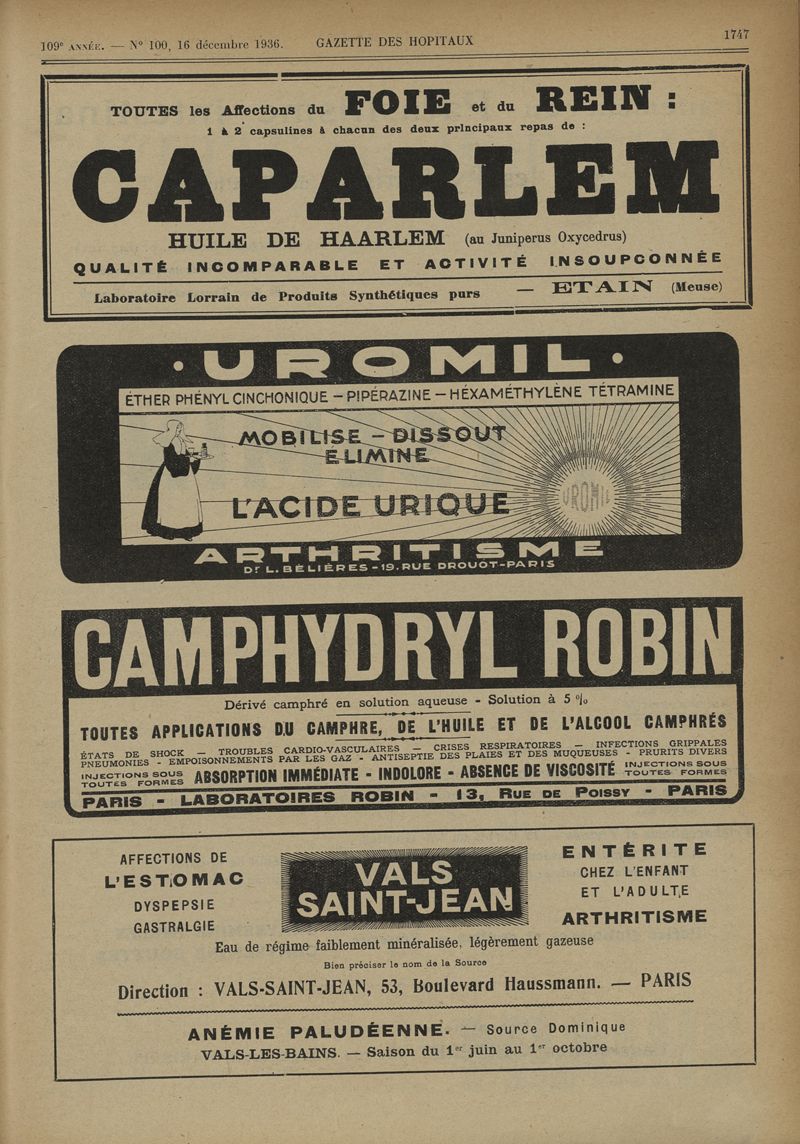 109e ANNÉE. — N° 100, 16 décembre 1936. GAZETTE DES HOPITAUX 1747
TOUTES les Affections du FOIE et du REIN :
1 à 2 capsulines à chacun des deux principaux repas de :
CAPARLEM
HUILE DE HAARLEM (au Juniperus Oxycedrus)
QUALITÉ INCOMPARABLE ET ACTIVITÉ INSOUPCONNÉE
Laboratoire Lorrain de Produits Synthétiques purs — ETAIN (Meuse)
· UROMIL ·
ÉTHER PHÉNYL CINCHONIQUE — PIPÉRAZINE — HÉXAMÉTHYLÈNE TÉTRAMINE
MOBILISE — DISSOUT
ELIMINE
L'ACIDE URIQUE
UROMIL
ARTHRITISME
Dr L. BÉLIÈRES - 19. RUE DROUOT - PARIS
CAMPHYDRYL ROBIN
Dérivé camphré en solution aqueuse - Solution à 5 %
TOUTES APPLICATIONS DU CAMPHRE, DE L'HUILE ET DE L'ALCOOL CAMPHRÉS
ÉTATS DE SHOCK — TROUBLES CARDIO-VASCULAIRES — CRISES RESPIRATOIRES — INFECTIONS GRIPPALES
PNEUMONIES - EMPOISONNEMENTS PAR LES GAZ - ANTISEPTIE DES PLAIES ET DES MUQUEUSES - PRURITS DIVERS
INJECTIONS SOUS TOUTES FORMES ABSORPTION IMMÉDIATE - INDOLORE - ABSENCE DE VISCOSITÉ INJECTIONS SOUS TOUTES FORMES
PARIS - LABORATOIRES ROBIN - 13, RUE DE POISSY - PARIS
AFFECTIONS DE
L'ESTOMAC
DYSPEPSIE
GASTRALGIE
VALS
SAINT-JEAN
ENTÉRITE
CHEZ L'ENFANT
ET L'ADULTE
ARTHRITISME
Eau de régime faiblement minéralisée, légèrement gazeuse
Bien préciser le nom de la Source
Direction : VALS-SAINT-JEAN, 53, Boulevard Haussmann. — PARIS
ANÉMIE PALUDÉENNE. — Source Dominique
VALS-LES-BAINS. — Saison du 1er juin au 1er octobre